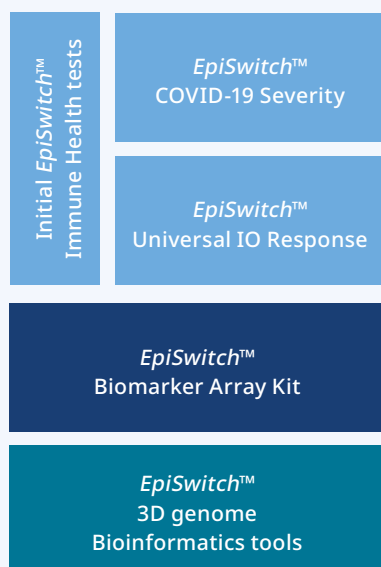 Initial EpiSwitch™
Immune Health tests
EpiSwitch™
COVID-19 Severity
EpiSwitch™
Universal IO Response
EpiSwitch™
Biomarker Array Kit
EpiSwitch™
3D genome
Bioinformatics tools